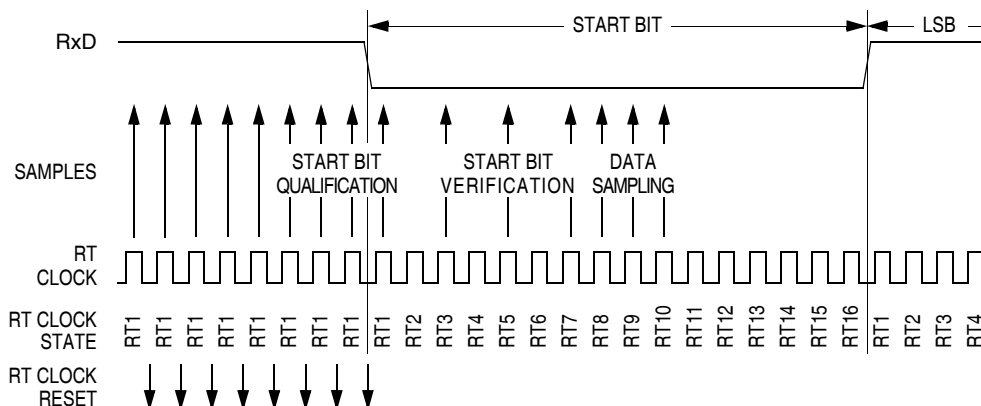 START BIT
LSB
RxD
SAMPLES
START BIT
QUALIFICATION
START BIT
VERIFICATION
DATA
SAMPLING
RT
CLOCK
RT CLOCK
STATE
RT1 RT1 RT1 RT1 RT1 RT1 RT1 RT1 RT1 RT2 RT3 RT4 RT5 RT6 RT7 RT8 RT9 RT10 RT11 RT12 RT13 RT14 RT15 RT16 RT1 RT2 RT3 RT4
RT CLOCK
RESET